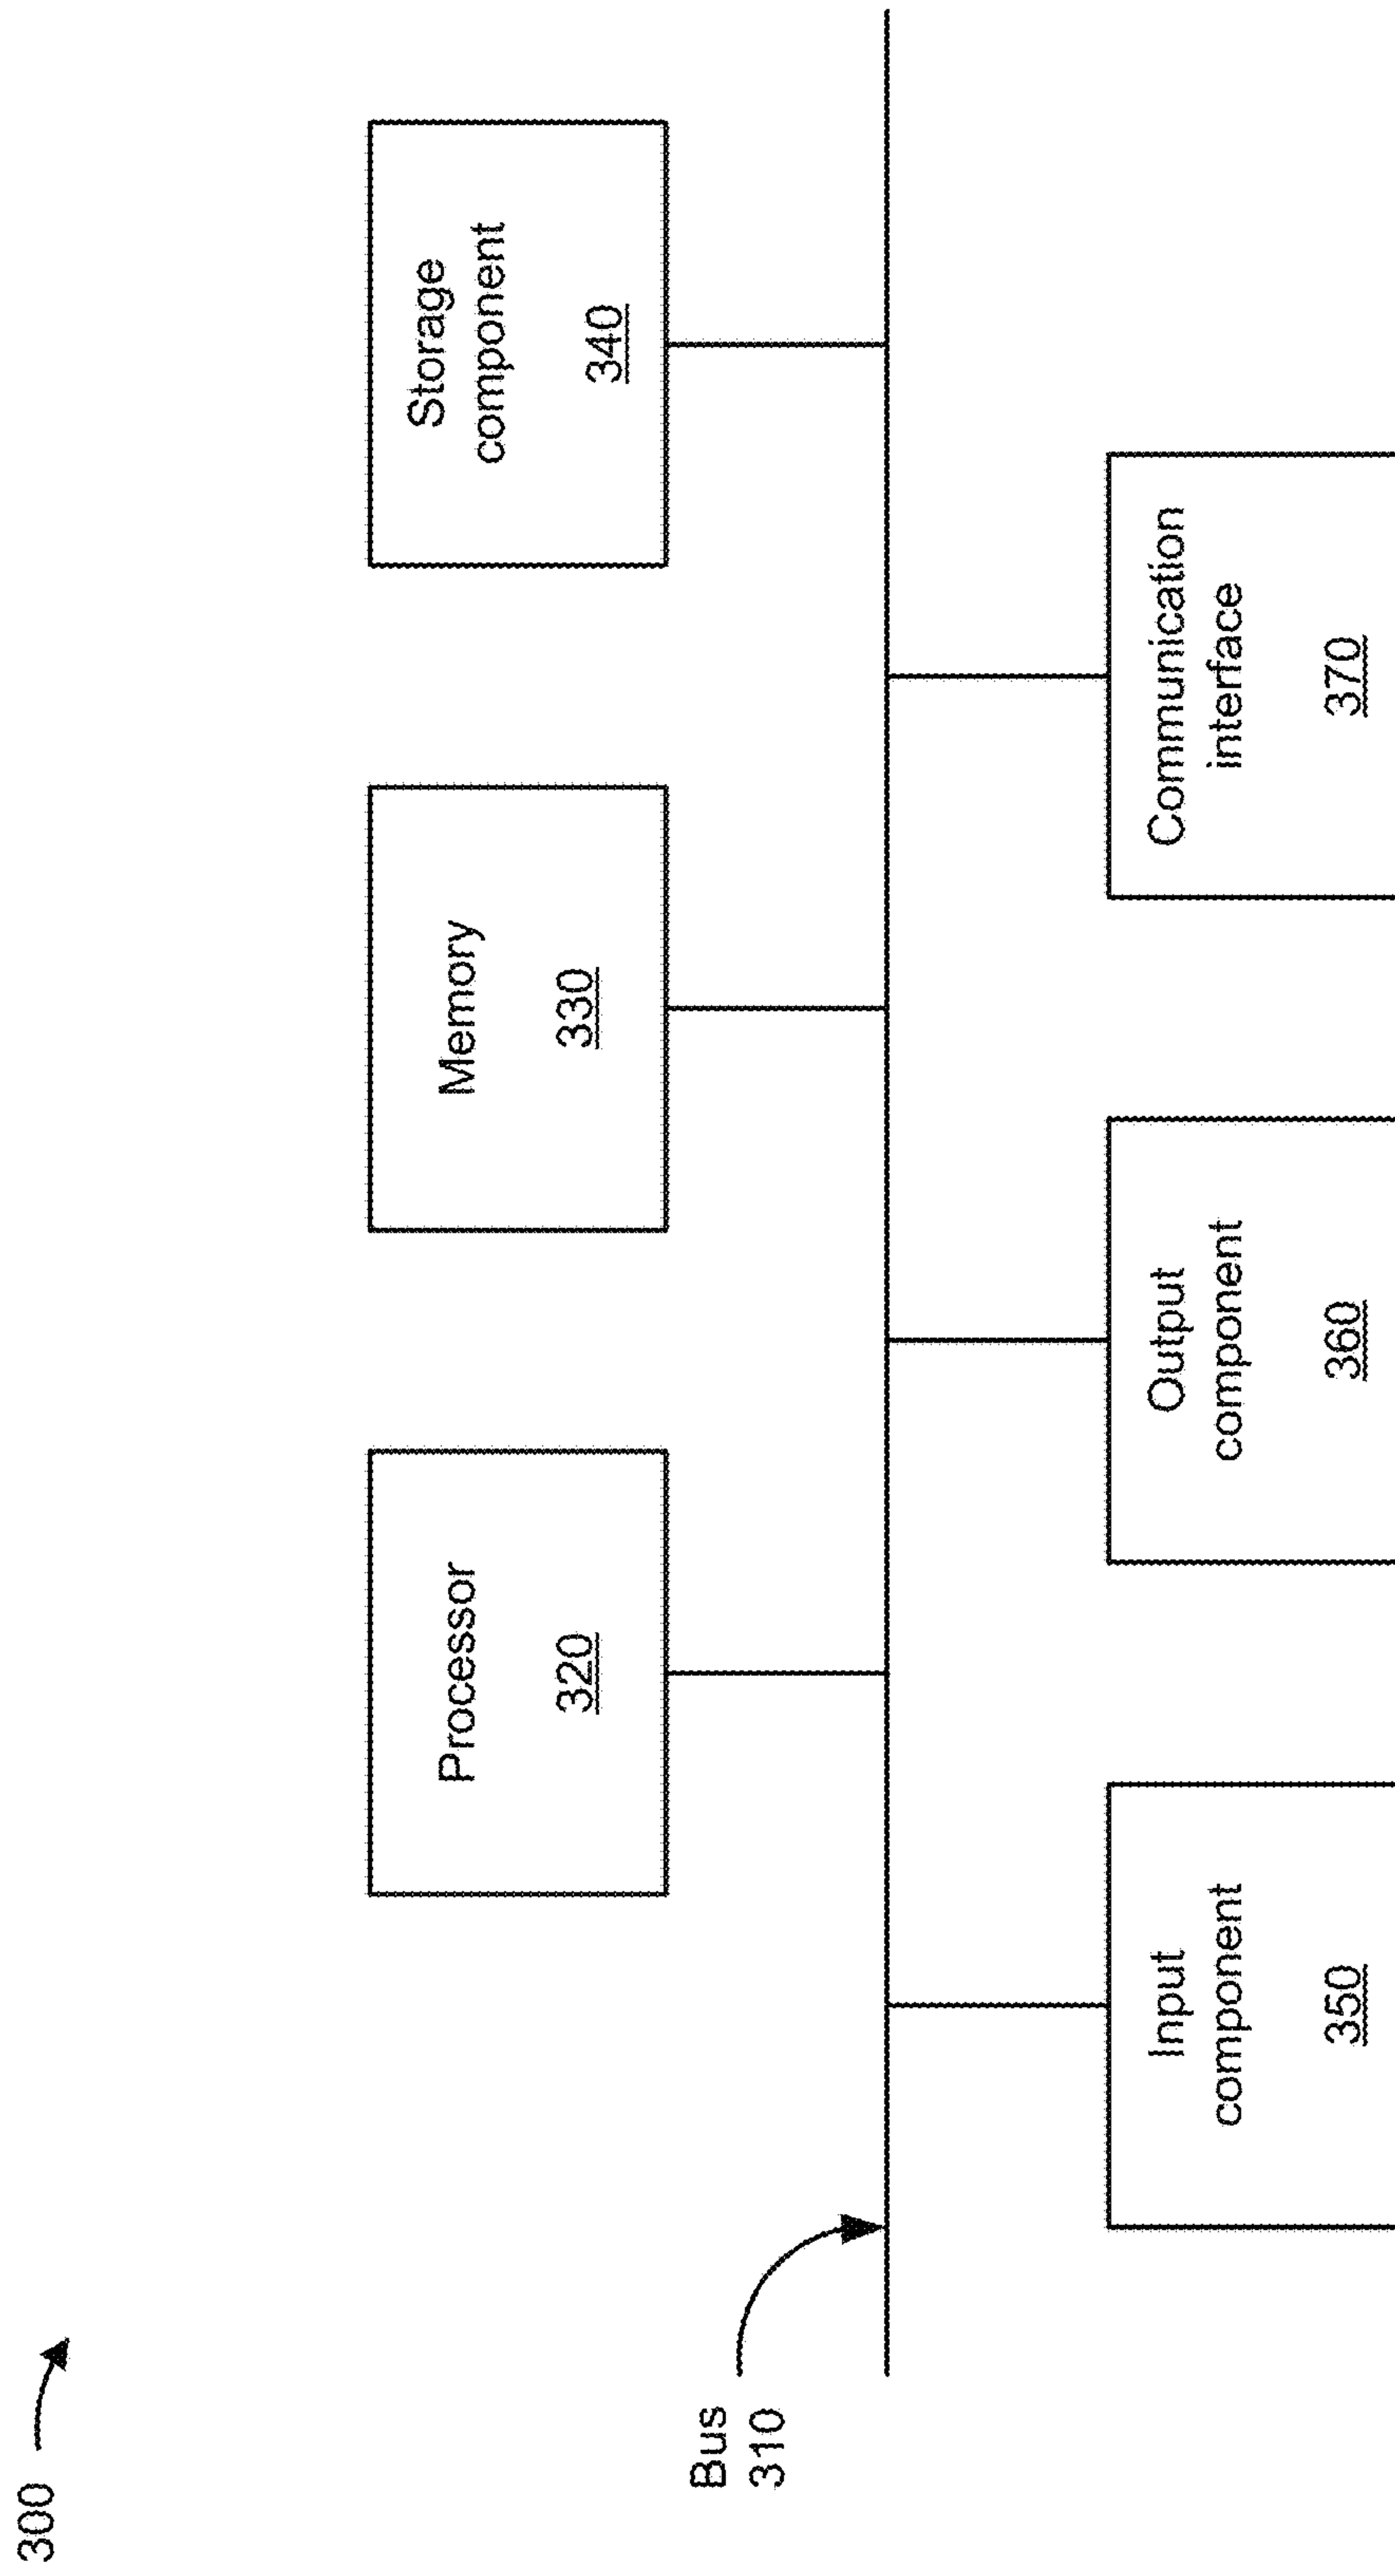 300
Processor
320
Memory
330
Storage
component
340
Bus
310
Input
component
350
Output
component
360
Communication
interface
370